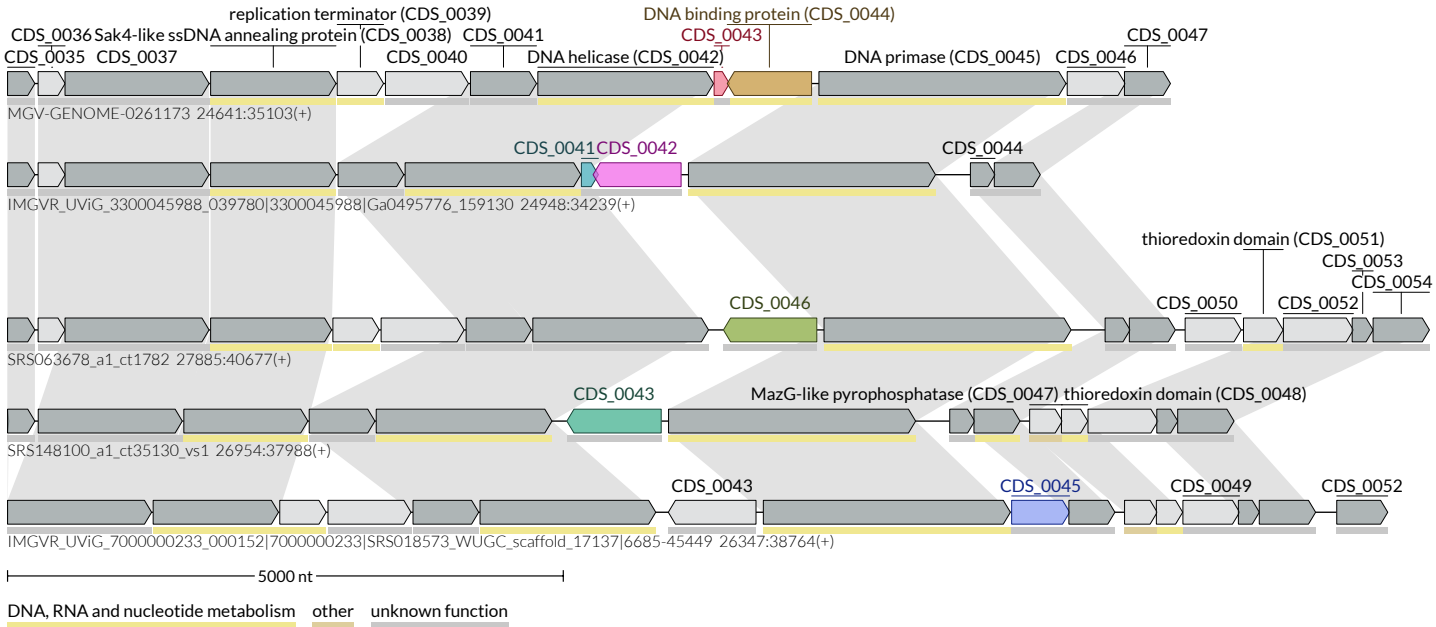 replication terminator (CDS_0039) DNA binding protein (CDS_0044)
CDS_0036 Sak4-like ssDNA annealing protein (CDS_0038) CDS_0041 CDS_0043 CDS_0047
CDS_0035 CDS_0037 CDS_0040 DNA helicase (CDS_0042) DNA primase (CDS_0045) CDS_0046
MGV-GENOME-0261173 24641:35103(+)
CDS_0041 CDS_0042 CDS_0044
IMGVR_UViG_3300045988_039780|3300045988|Ga0495776_159130 24948:34239(+)
thioredoxin domain (CDS_0051)
CDS_0053
CDS_0054
CDS_0046 CDS_0050 CDS_0052
SRS063678_a1_ct1782 27885:40677(+)
CDS_0043 MazG-like pyrophosphatase (CDS_0047) thioredoxin domain (CDS_0048)
SRS148100_a1_ct35130_vs1 26954:37988(+)
CDS_0043 CDS_0045 CDS_0049 CDS_0052
IMGVR_UViG_7000000233_000152|7000000233|SRS018573_WUGC_scaffold_17137|6685-45449 26347:38764(+)
5000 nt
DNA, RNA and nucleotide metabolism other unknown function